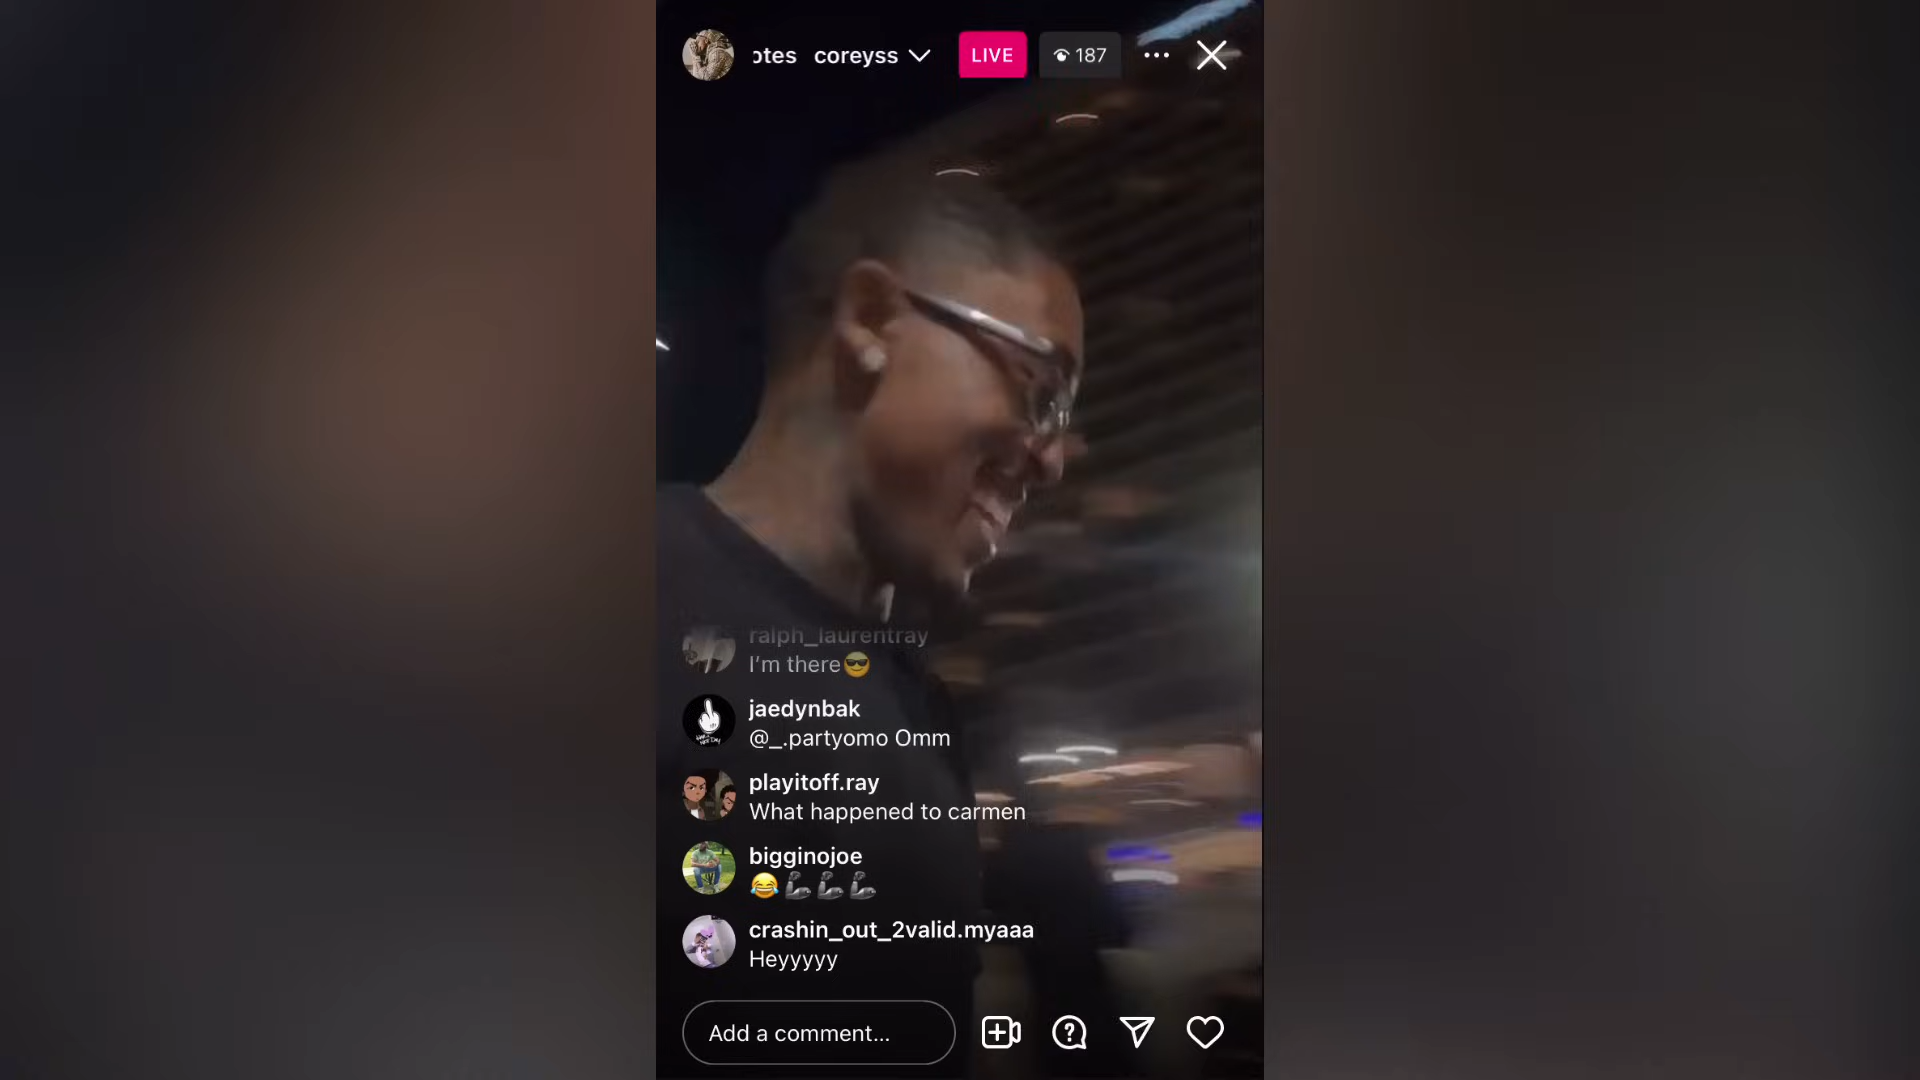 otes coreyss
LIVE
187
ralph_laurentray
I'm there😎
jaedynbak
@_.partyomo Omm
playitoff.ray
What happened to carmen
bigginojoe
😂🦾🦾🦾
crashin_out_2valid.myaaa
Heyyyyy
Add a comment...